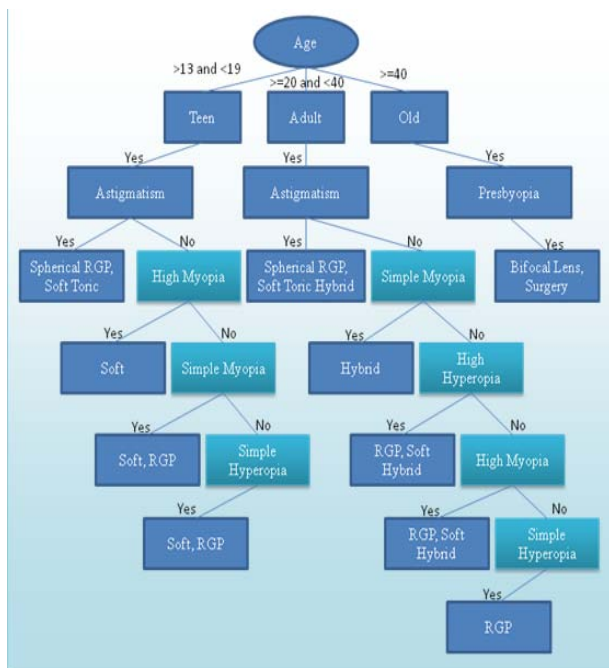 Age
>13 and <19
>=20 and <40
>=40
Teen
Adult
Old
Yes
Yes
Yes
Astigmatism
Astigmatism
Presbyopia
Yes
No
Yes
No
Yes
Spherical RGP,
Soft Toric
High Myopia
Spherical RGP,
Soft Toric Hybrid
Simple Myopia
Bifocal Lens,
Surgery
Yes
No
Yes
No
Soft
Simple Myopia
Hybrid
High
Hyperopia
Yes
No
Yes
No
Soft, RGP
Simple
Hyperopia
RGP, Soft
Hybrid
High Myopia
Yes
Yes
No
Soft, RGP
RGP, Soft
Hybrid
Simple
Hyperopia
Yes
RGP